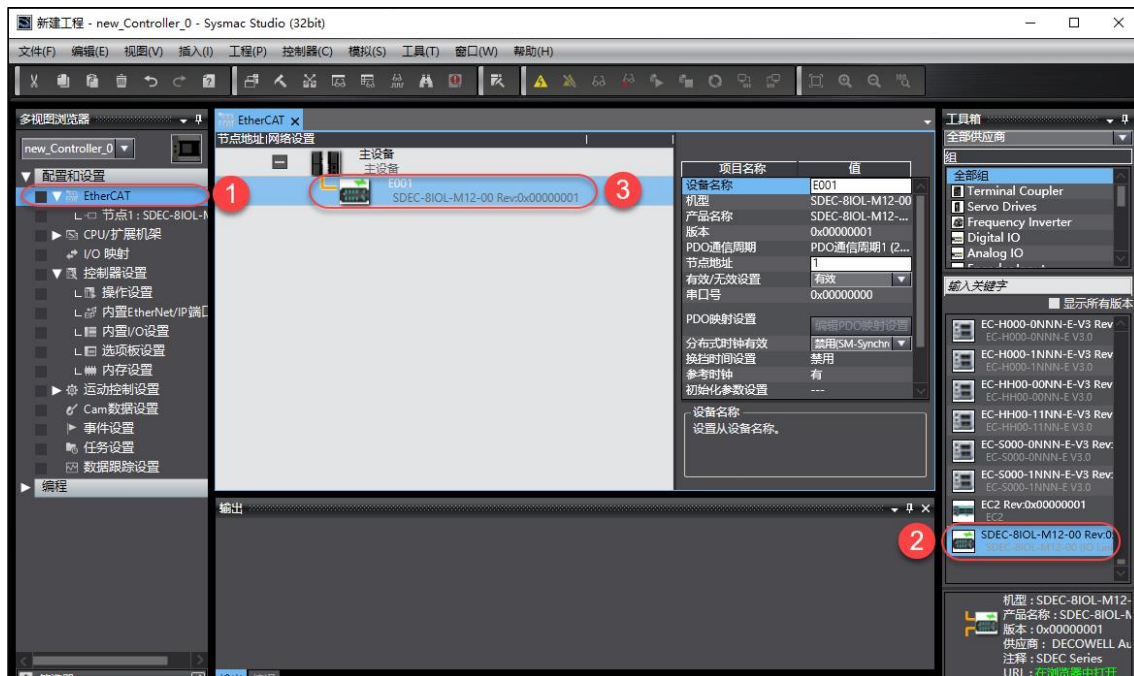 新建工程 - new_Controller_0 - Sysmac Studio (32bit)
文件(F) 编辑(E) 视图(V) 插入(I) 工程(P) 控制器(C) 模拟(S) 工具(T) 窗口(W) 帮助(H)
多视图浏览器
new_Controller_0
配置和设置
EtherCAT
节点1 : SDEC-8IOL-M
CPU/扩展机架
I/O 映射
控制器设置
操作设置
内置EtherNet/IP端口
内置I/O设置
选项板设置
内存设置
运动控制设置
Cam数据设置
事件设置
任务设置
数据跟踪设置
编程
1
EtherCAT
节点地址|网络设置
主设备
主设备
E001
SDEC-8IOL-M12-00 Rev:0x00000001
3
项目名称 值
设备名称 E001
机型 SDEC-8IOL-M12-00
产品名称 SDEC-8IOL-M12-...
版本 0x00000001
PDO通信周期 PDO通信周期1 (2...
节点地址 1
有效/无效设置 有效
串口号 0x00000000
PDO映射设置 编辑PDO映射设置
分布式时钟有效 禁用(SM-Synchr
换挡时间设置 禁用
参考时钟 有
初始化参数设置 ---
设备名称
设置从设备名称。
输出
工具箱
全部供应商
组
全部组
Terminal Coupler
Servo Drives
Frequency Inverter
Digital IO
Analog IO
输入关键字
显示所有版本
EC-H000-0NNN-E-V3 Rev
EC-H000-0NNN-E V3.0
EC-H000-1NNN-E-V3 Rev
EC-H000-1NNN-E V3.0
EC-HH00-00NN-E-V3 Rev
EC-HH00-00NN-E V3.0
EC-HH00-11NN-E-V3 Rev
EC-HH00-11NN-E V3.0
EC-S000-0NNN-E-V3 Rev:
EC-S000-0NNN-E V3.0
EC-S000-1NNN-E-V3 Rev:
EC-S000-1NNN-E V3.0
EC2 Rev:0x00000001
EC2
2
SDEC-8IOL-M12-00 Rev:0
机型 : SDEC-8IOL-M12-
产品名称 : SDEC-8IOL-M
版本 : 0x00000001
供应商 : DECOWELL Au
注释 : SDEC Series
URL : 在浏览器中打开